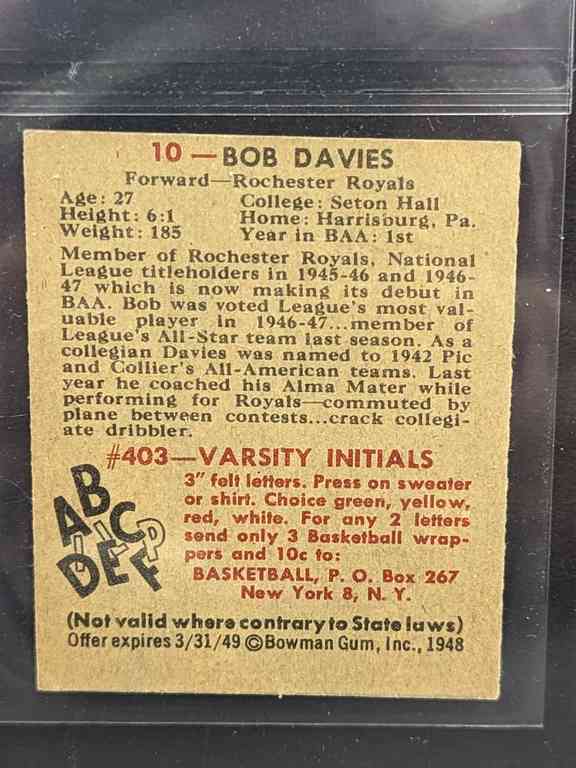 10 — BOB DAVIES
Forward—Rochester Royals
Age: 27 College: Seton Hall
Height: 6:1 Home: Harrisburg, Pa.
Weight: 185 Year in BAA: 1st
Member of Rochester Royals, National
League titleholders in 1945-46 and 1946-
47 which is now making its debut in
BAA. Bob was voted League's most val-
uable player in 1946-47...member of
League's All-Star team last season. As a
collegian Davies was named to 1942 Pic
and Collier's All-American teams. Last
year he coached his Alma Mater while
performing for Royals—commuted by
plane between contests...crack collegi-
ate dribbler.
#403—VARSITY INITIALS
3" felt letters. Press on sweater
or shirt. Choice green, yellow,
red, white. For any 2 letters
send only 3 Basketball wrap-
pers and 10c to:
BASKETBALL, P. O. Box 267
New York 8, N. Y.
A B C
D E F
(Not valid where contrary to State laws)
Offer expires 3/31/49 ©Bowman Gum, Inc., 1948